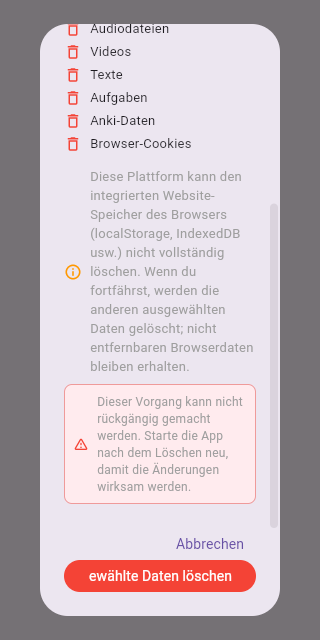 Audiodateien
Videos
Texte
Aufgaben
Anki-Daten
Browser-Cookies
Diese Plattform kann den
integrierten Website-
Speicher des Browsers
(localStorage, IndexedDB
usw.) nicht vollständig
löschen. Wenn du
fortfährst, werden die
anderen ausgewählten
Daten gelöscht; nicht
entfernbaren Browserdaten
bleiben erhalten.
Dieser Vorgang kann nicht
rückgängig gemacht
werden. Starte die App
nach dem Löschen neu,
damit die Änderungen
wirksam werden.
Abbrechen
ewählte Daten löschen